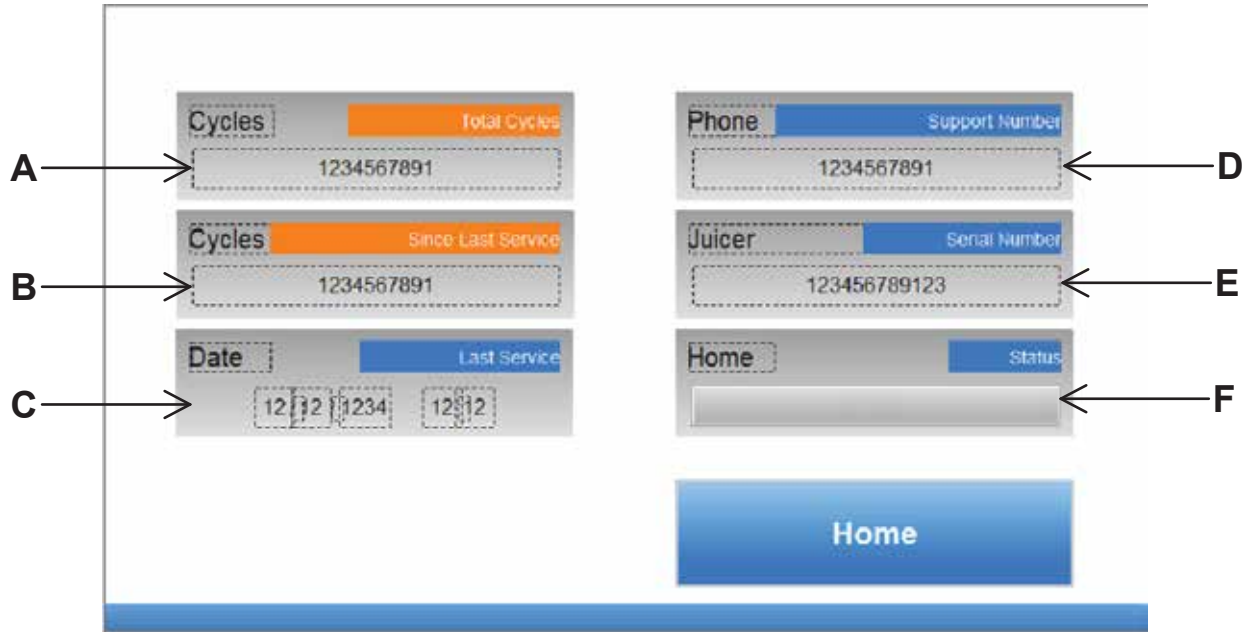 Cycles Total Cycles
A 1234567891
Cycles Since Last Service
B 1234567891
Date Last Service
C 12/12/1234 12:12
Phone Support Number
1234567891 D
Juicer Serial Number
123456789123 E
Home Status
F
Home